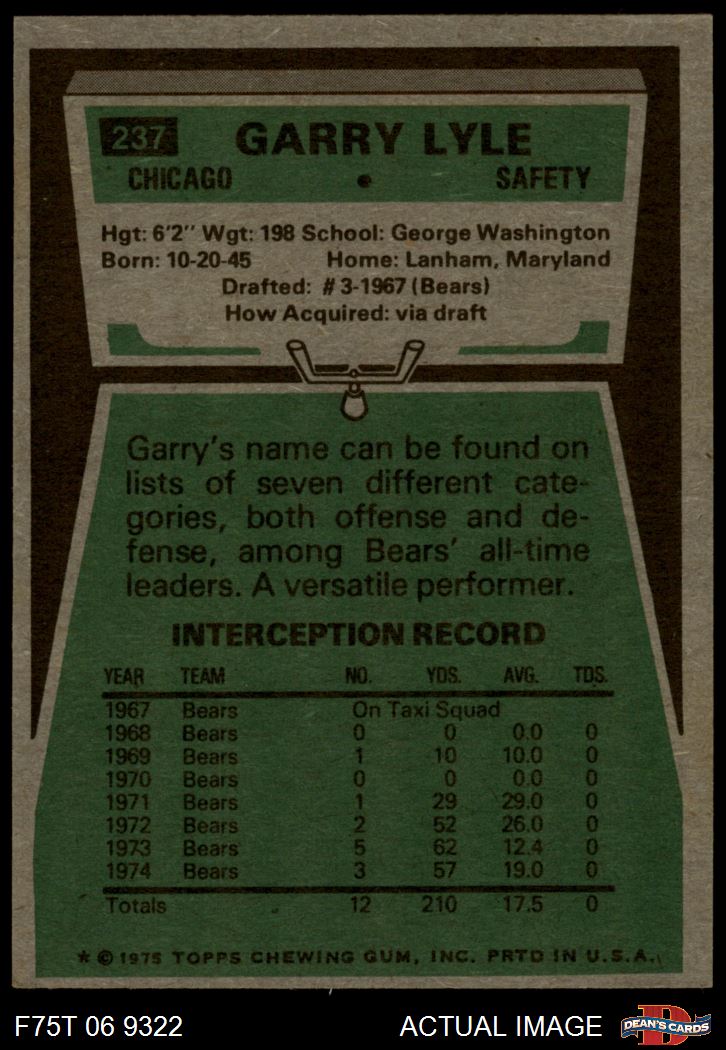 237 GARRY LYLE
CHICAGO • SAFETY
Hgt: 6'2" Wgt: 198 School: George Washington
Born: 10-20-45 Home: Lanham, Maryland
Drafted: #3-1967 (Bears)
How Acquired: via draft
Garry's name can be found on
lists of seven different cate-
gories, both offense and de-
fense, among Bears' all-time
leaders. A versatile performer.
INTERCEPTION RECORD
YEAR TEAM NO. YDS. AVG. TDS.
1967 Bears On Taxi Squad
1968 Bears 0 0 0.0 0
1969 Bears 1 10 10.0 0
1970 Bears 0 0 0.0 0
1971 Bears 1 29 29.0 0
1972 Bears 2 52 26.0 0
1973 Bears 5 62 12.4 0
1974 Bears 3 57 19.0 0
Totals 12 210 17.5 0
* © 1975 TOPPS CHEWING GUM, INC. PRTD IN U.S.A.
F75T 06 9322 ACTUAL IMAGE D DEAN'S CARDS